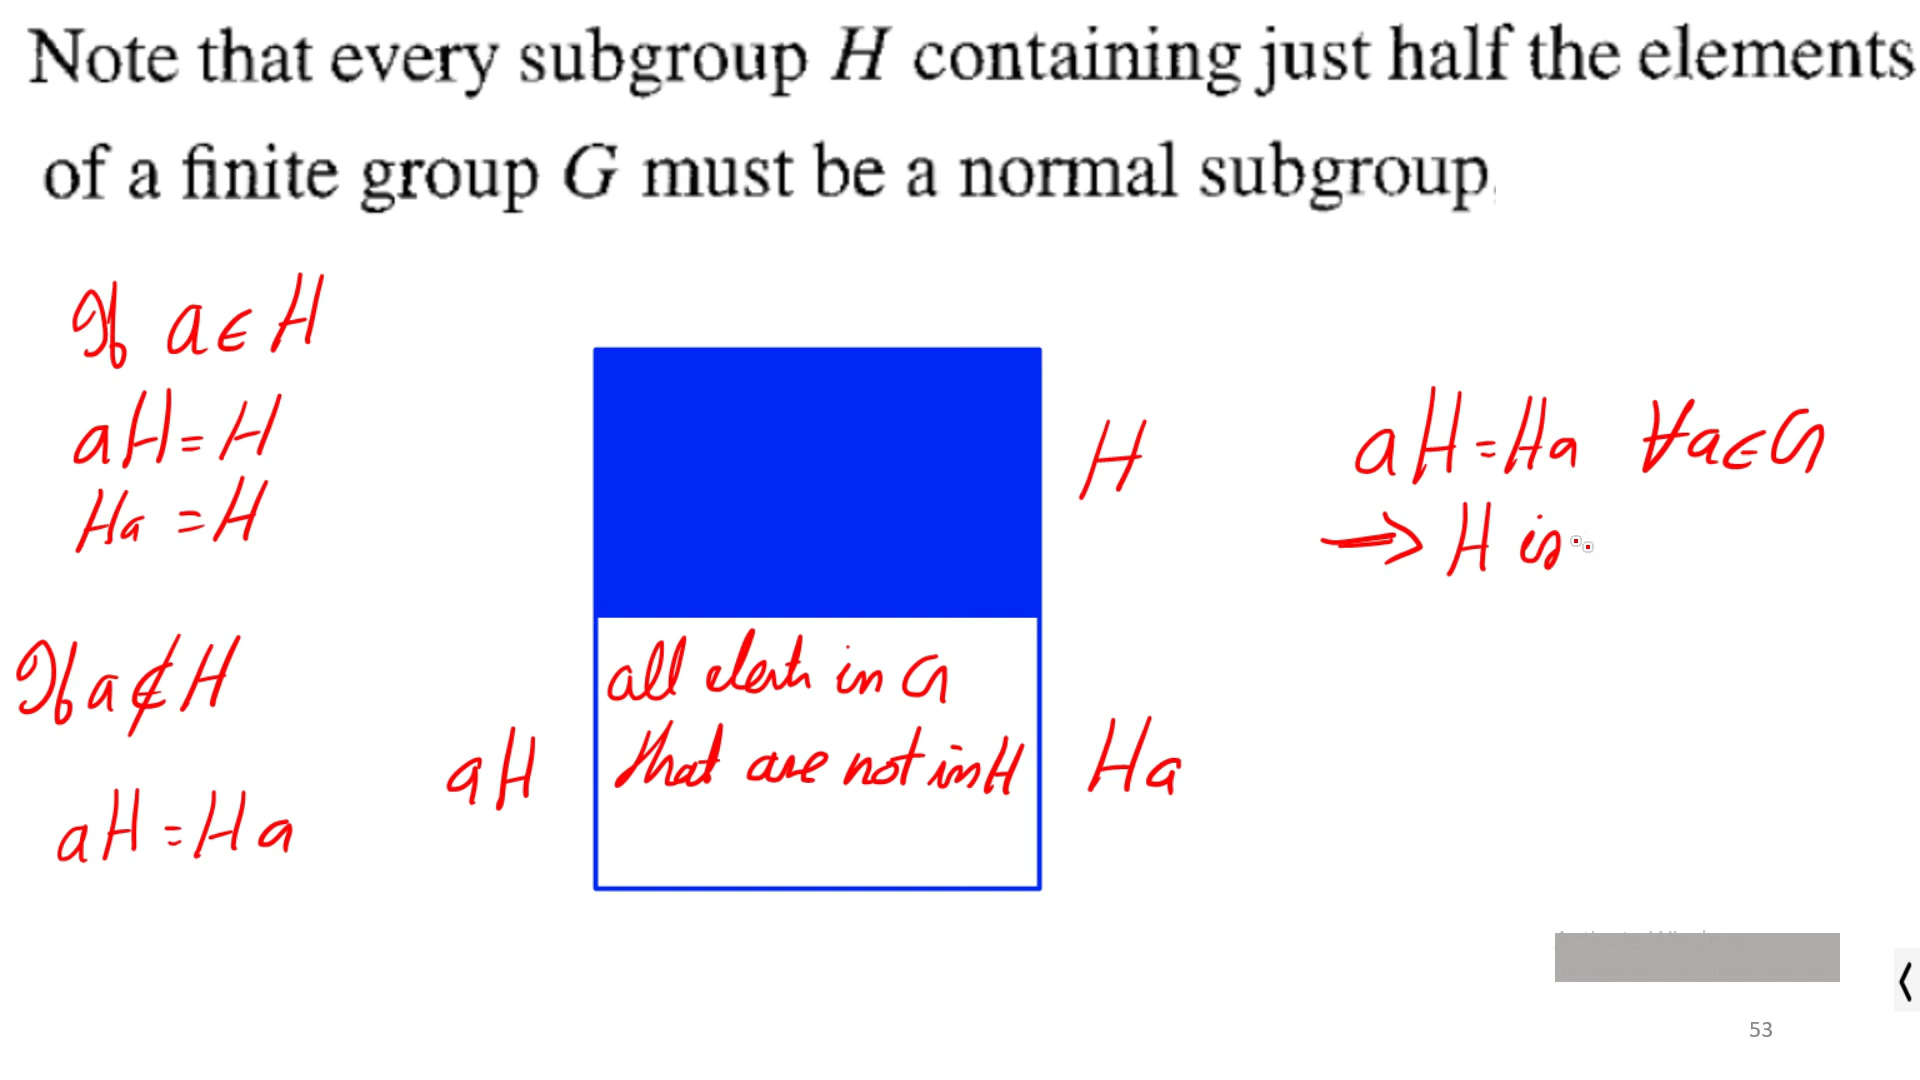 Note that every subgroup H containing just half the elements
of a finite group G must be a normal subgroup
If a ∈ H
aH = H
Ha = H
If a ∉ H
aH = Ha
H
all in G
that are not in H
aH
Ha
aH = Ha ∀a ∈ G
→ H is
53